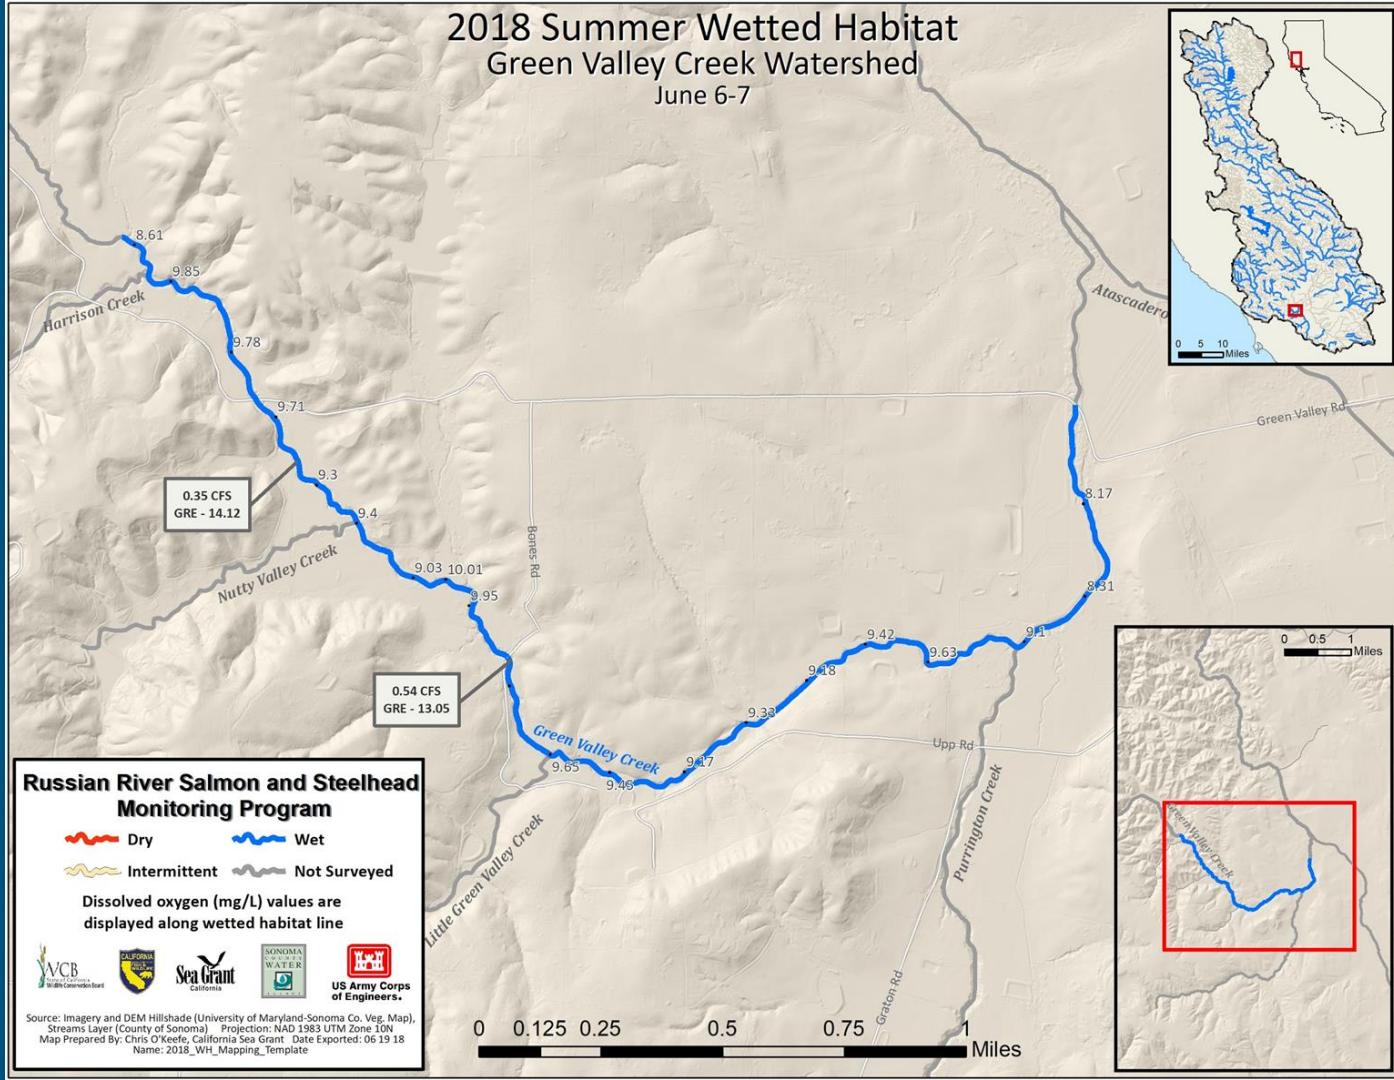 2018 Summer Wetted Habitat
Green Valley Creek Watershed
June 6-7
0 5 10
Miles
8.61
9.85
Harrison Creek
9.78
9.71
0.35 CFS
GRE - 14.12
9.3
9.4
Nutty Valley Creek
9.03 10.01
9.95
Bones Rd
0.54 CFS
GRE - 13.05
Atascadero
Green Valley Rd
8.17
8.31
9.1
9.63
9.42
9.18
9.33
9.17
9.45
9.65
Green Valley Creek
Upp Rd
Purrington Creek
Little Green Valley Creek
Graton Rd
0 0.5 1
Miles
Green Valley Creek
Russian River Salmon and Steelhead
Monitoring Program
Dry Wet
Intermittent Not Surveyed
Dissolved oxygen (mg/L) values are
displayed along wetted habitat line
WCB
Wildlife Conservation Board
CALIFORNIA
Sea Grant
California
SONOMA
COUNTY
WATER
US Army Corps
of Engineers.
Source: Imagery and DEM Hillshade (University of Maryland-Sonoma Co. Veg. Map),
Streams Layer (County of Sonoma) Projection: NAD 1983 UTM Zone 10N
Map Prepared By: Chris O'Keefe, California Sea Grant Date Exported: 06 19 18
Name: 2018_WH_Mapping_Template
0 0.125 0.25 0.5 0.75 1
Miles